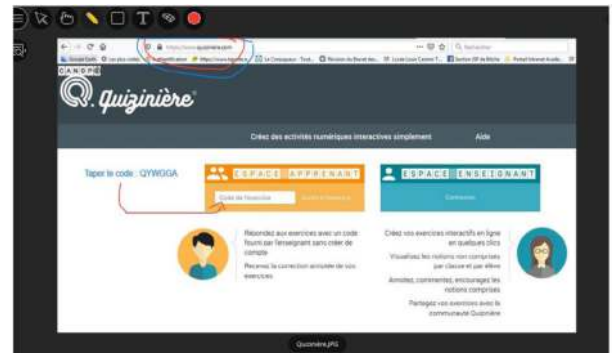 https://www.quiziniere.com
Rechercher
CANOPÉ
Quizinière
Créez des activités numériques interactives simplement
Aide
Taper le code : QYWGGA
ESPACE APPRENANT
ESPACE ENSEIGNANT
Code de l'exercice
Connexion
Répondez aux exercices avec un code
fourni par l'enseignant sans créer de
compte
Recevez la correction annotée de vos
exercices
Créez vos exercices interactifs en ligne
en quelques clics
Visualisez les notions non comprises
par classe et par élève
Annotez, commentez, encouragez les
notions comprises
Partagez vos exercices avec la
communauté Quizinière
Quizinière.JPG